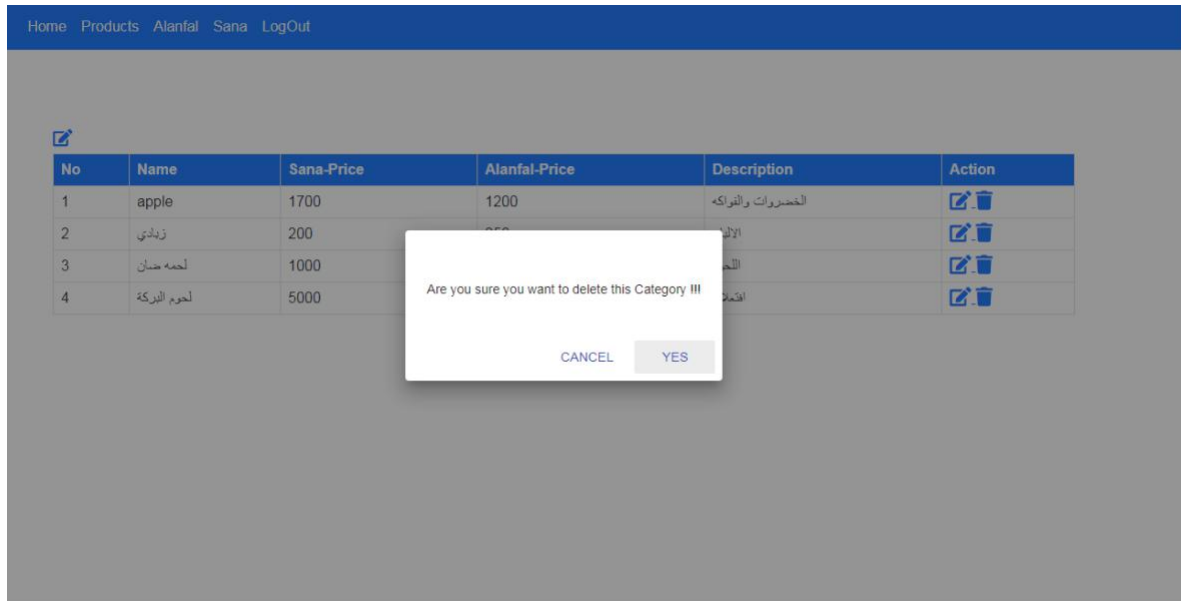 Home Products Alanfal Sana LogOut
No Name Sana-Price Alanfal-Price Description Action
1 apple 1700 1200 الخضروات والفواكه
2 زبادي 200
3 لحمه ضان 1000
4 لحوم البركة 5000
Are you sure you want to delete this Category !!!
CANCEL YES